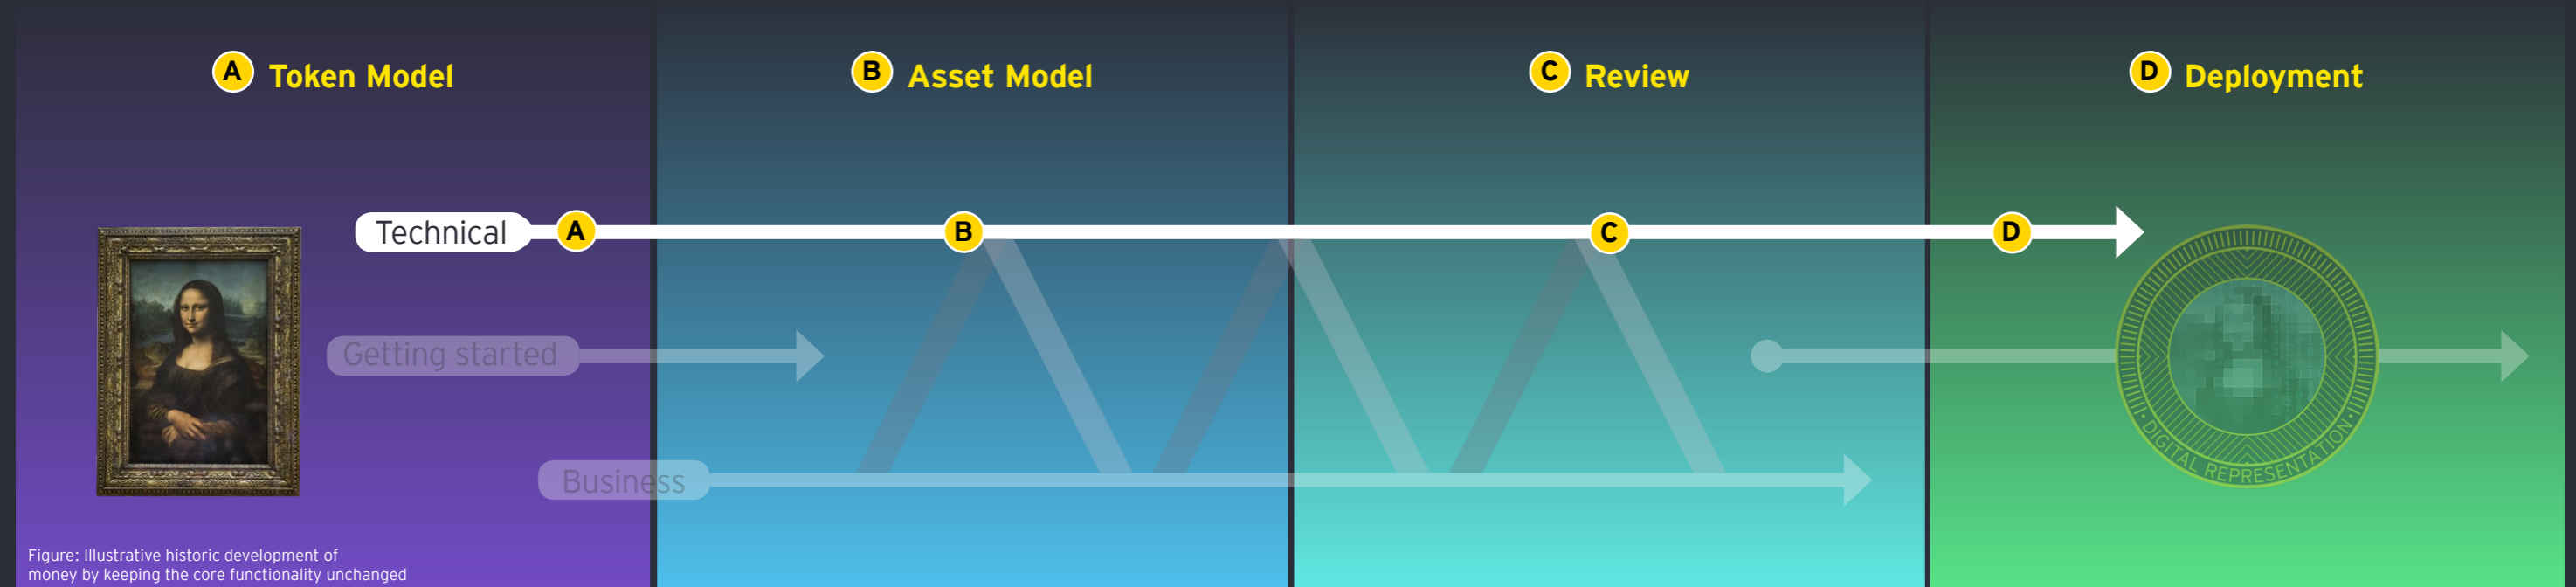 A Token Model
B Asset Model
C Review
D Deployment
Technical
A
B
C
D
Getting started
Business
• DIGITAL REPRESENTATION •
Figure: Illustrative historic development of
money by keeping the core functionality unchanged